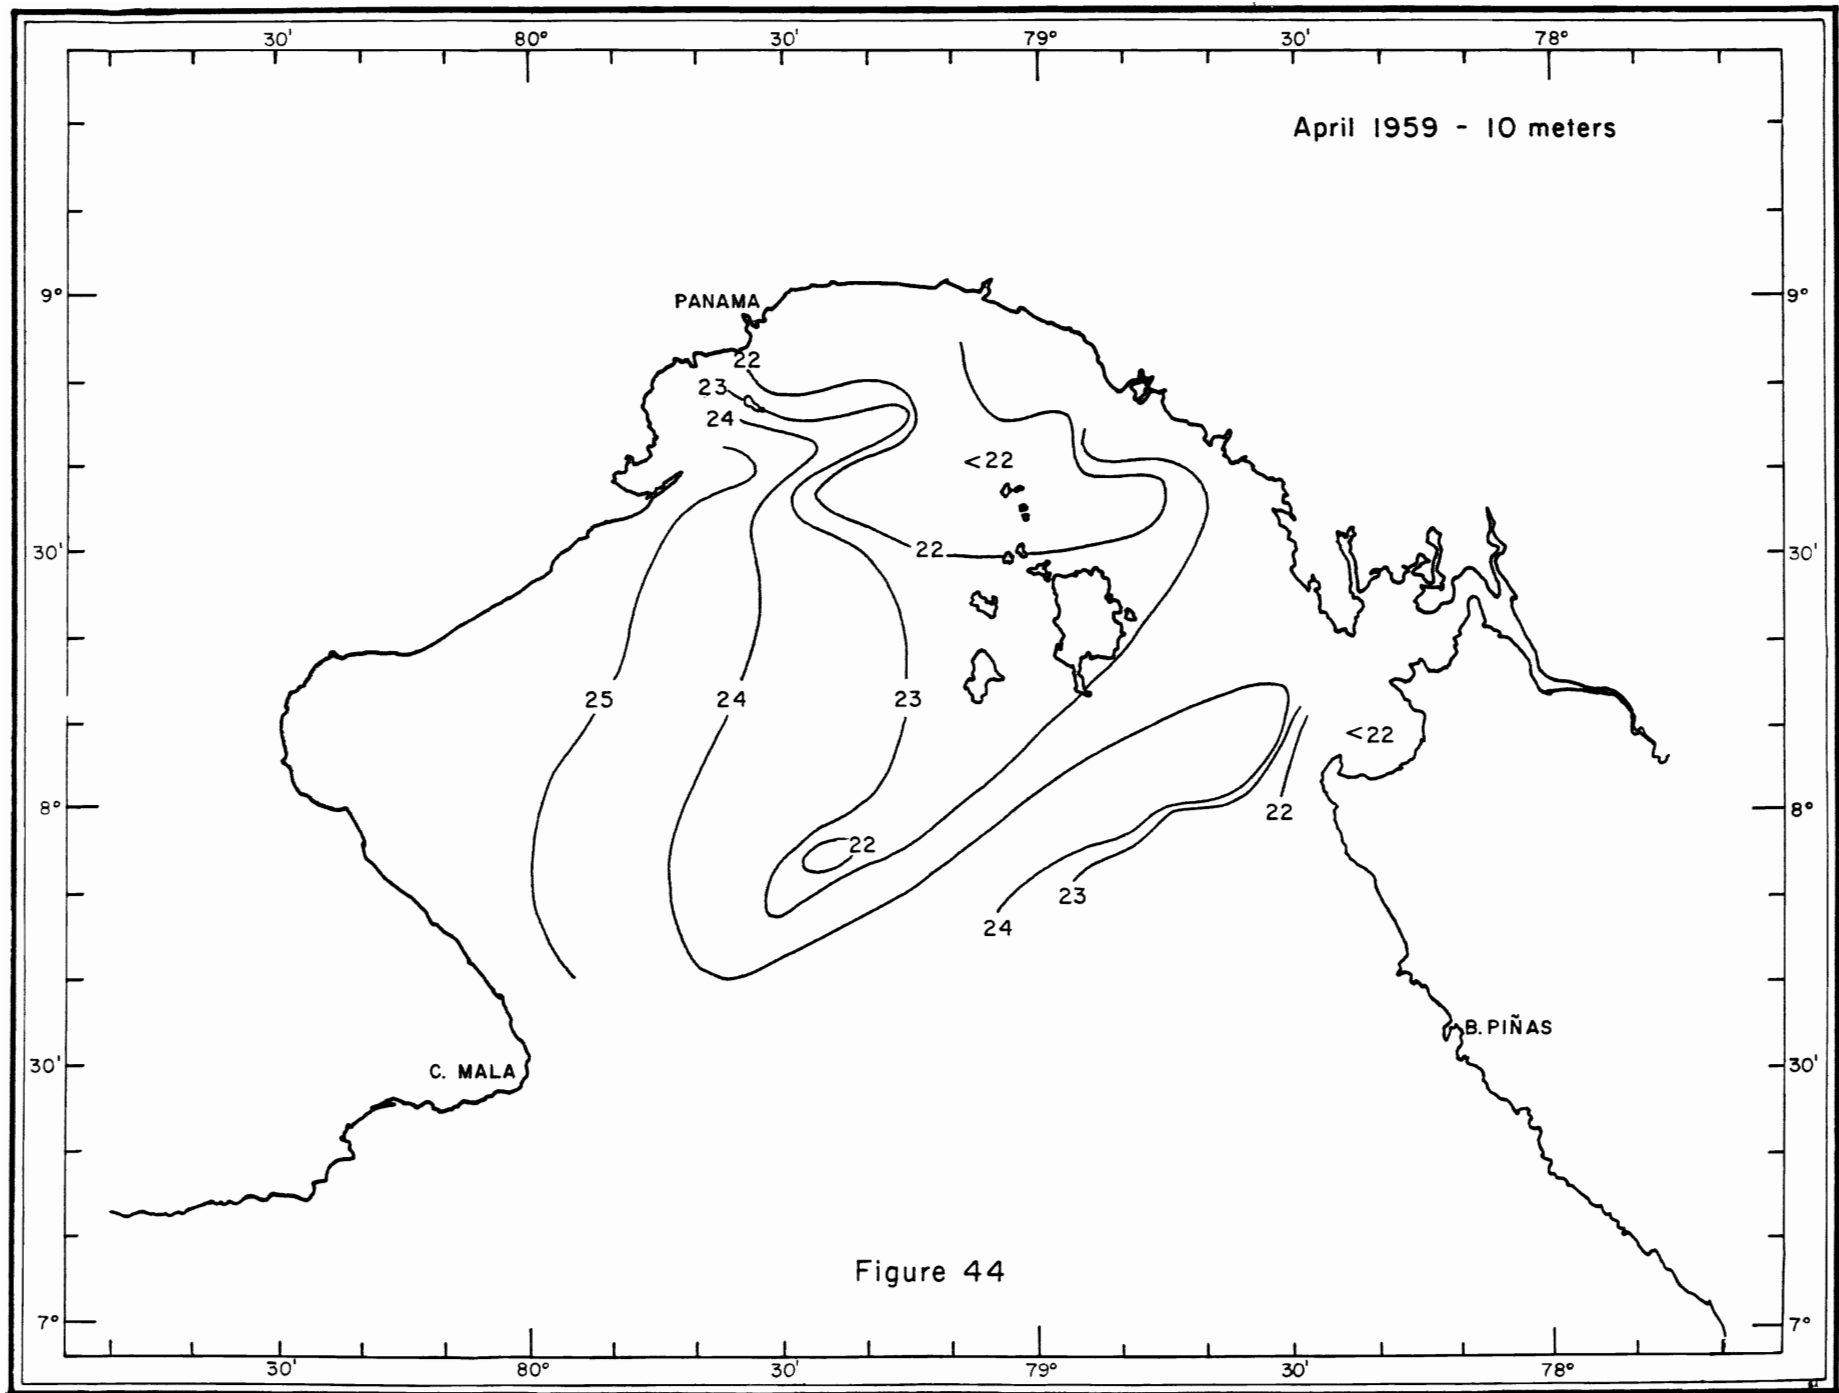 30' 80° 30' 79° 30' 78°
April 1959 - 10 meters
9° PANAMA 9°
22
23
24
<22
30' 22 30'
25 24 23
<22
8° 22 8°
22
23
24
B. PIÑAS
30' C. MALA 30'
Figure 44
7° 7°
30' 80° 30' 79° 30' 78°